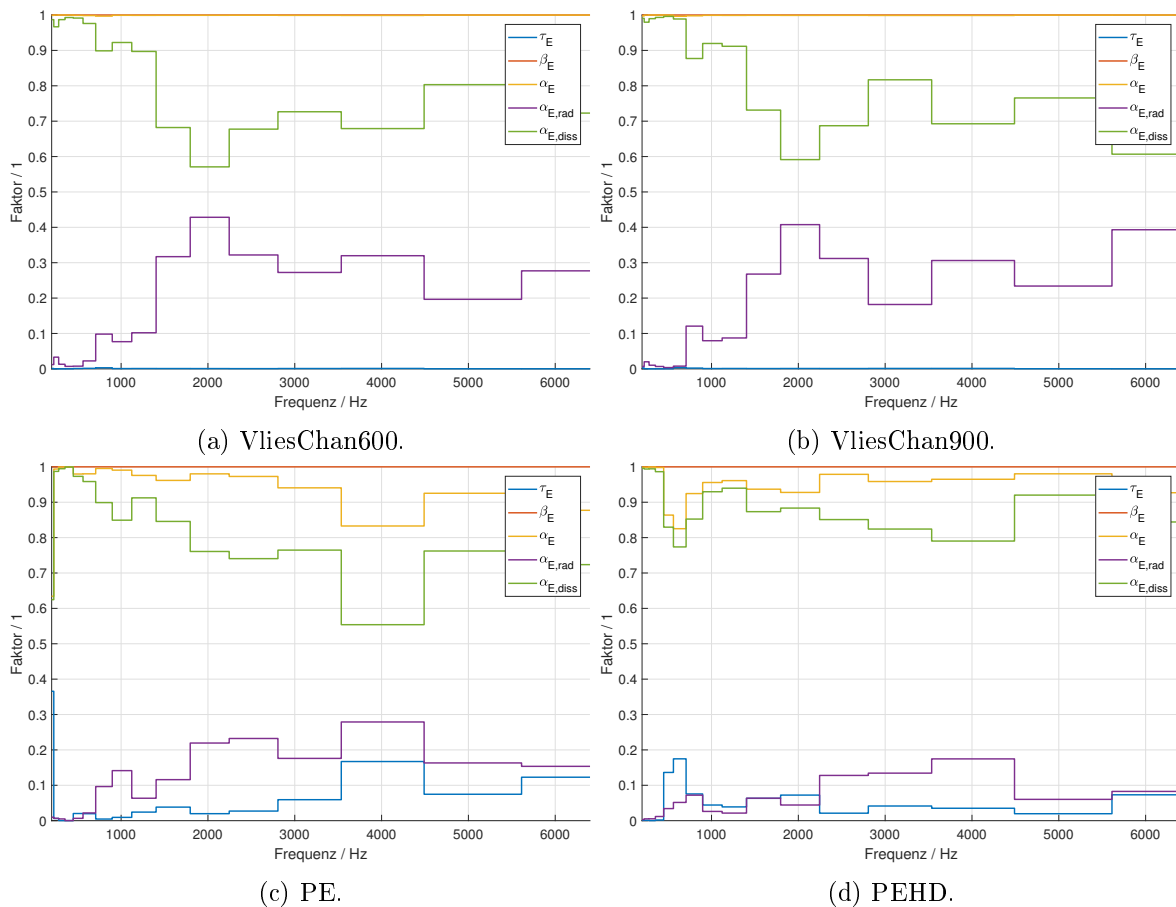 1
0.9
0.8
0.7
0.6
0.5
0.4
0.3
0.2
0.1
0
Faktor / 1
1000 2000 3000 4000 5000 6000
Frequenz / Hz
τE
βE
αE
αE,rad
αE,diss
(a) VliesChan600.
1
0.9
0.8
0.7
0.6
0.5
0.4
0.3
0.2
0.1
0
Faktor / 1
1000 2000 3000 4000 5000 6000
Frequenz / Hz
τE
βE
αE
αE,rad
αE,diss
(b) VliesChan900.
1
0.9
0.8
0.7
0.6
0.5
0.4
0.3
0.2
0.1
0
Faktor / 1
1000 2000 3000 4000 5000 6000
Frequenz / Hz
τE
βE
αE
αE,rad
αE,diss
(c) PE.
1
0.9
0.8
0.7
0.6
0.5
0.4
0.3
0.2
0.1
0
Faktor / 1
1000 2000 3000 4000 5000 6000
Frequenz / Hz
τE
βE
αE
αE,rad
αE,diss
(d) PEHD.